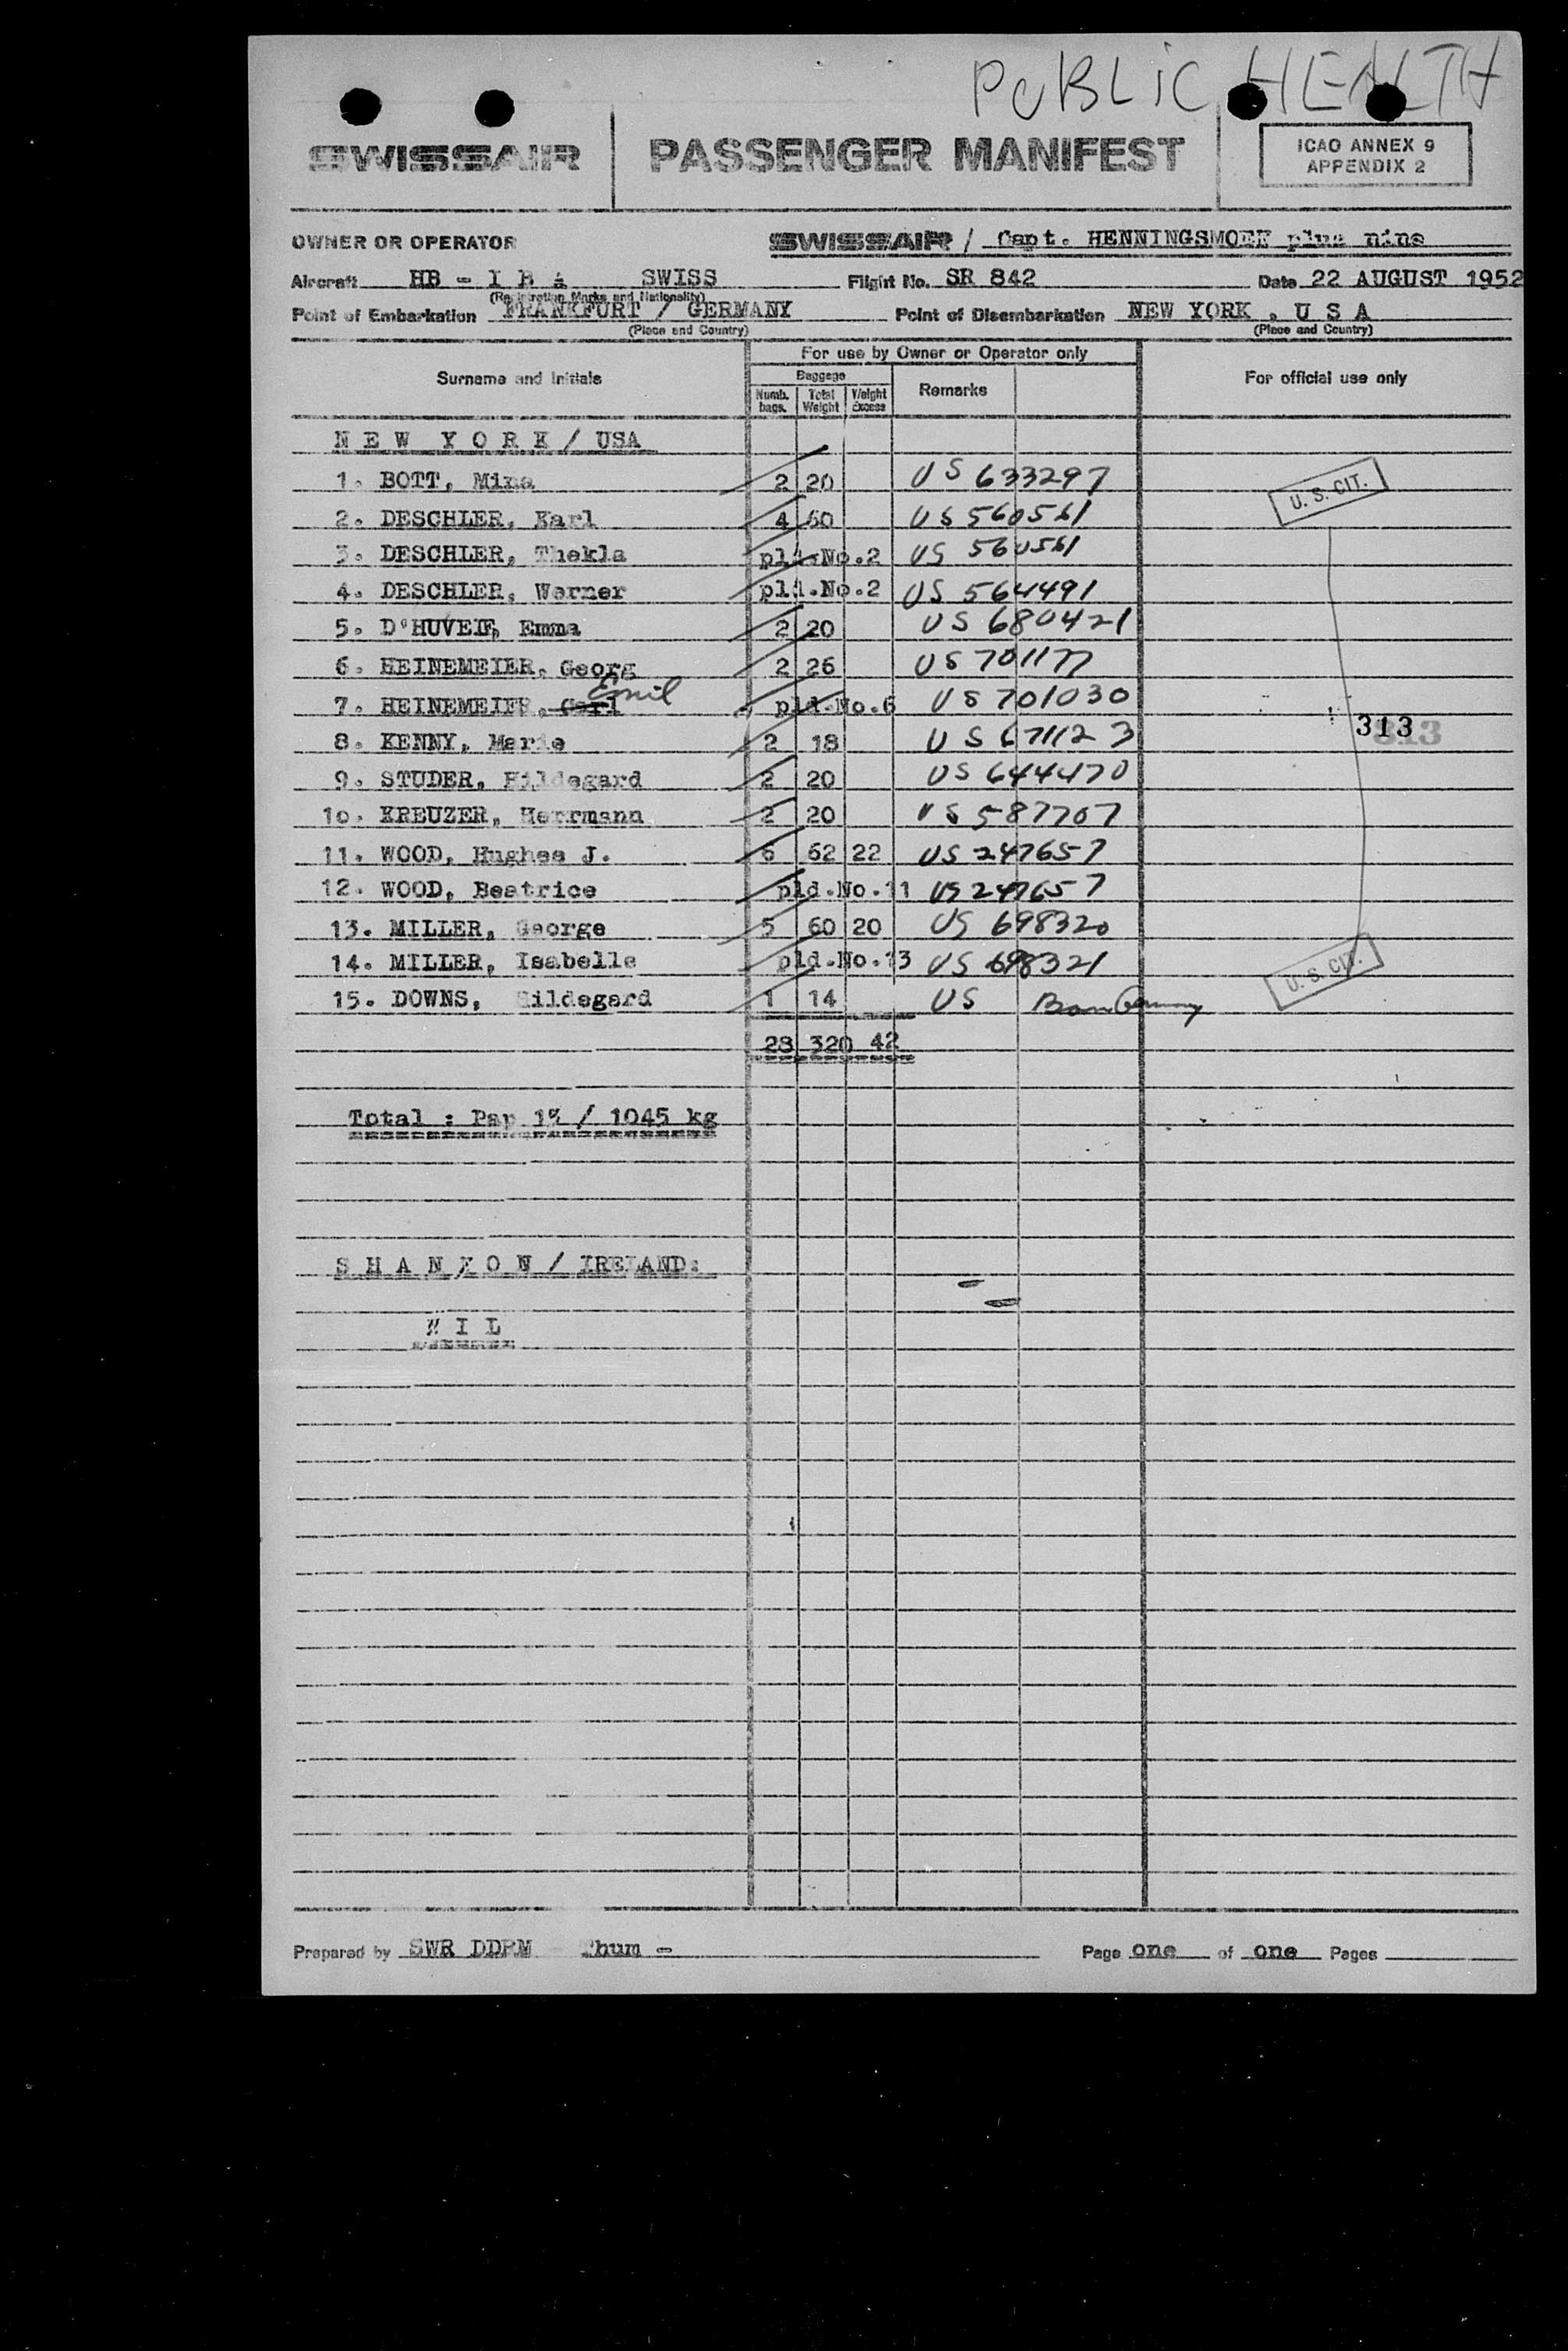 PUBLIC HEALTH
SWISSAIR PASSENGER MANIFEST ICAO ANNEX 9
APPENDIX 2
OWNER OR OPERATOR SWISSAIR / Capt. HENNINGSMOEN plus nine
Aircraft HB - I B A SWISS Flight No. SR 842 Date 22 AUGUST 1952
(Registration Marks and Nationality)
Point of Embarkation FRANKFURT / GERMANY Point of Disembarkation NEW YORK , U S A
(Place and Country) (Place and Country)
For use by Owner or Operator only
Surname and Initials Baggage Remarks For official use only
Numb. bags. Total Weight Weight Excess
N E W Y O R K / USA
1. BOTT, Mina 2 20 US 633297 U. S. CIT.
2. DESCHLER, Karl 4 60 US 560561
3. DESCHLER, Thekla pld.No.2 US 560561
4. DESCHLER, Werner pld.No.2 US 564491
5. D'HUVEIF, Emma 2 20 US 680421
6. HEINEMEIER, Georg 2 26 US 701177
7. HEINEMEIER, Carl Emil pld.No.6 US 701030
313
8. KENNY, Marie 2 18 US 671123
9. STUDER, Hildegard 2 20 US 644470
10. KREUZER, Herrmann 2 20 US 587707
11. WOOD, Hughes J. 6 62 22 US 247657
12. WOOD, Beatrice pld.No.11 US 247657
13. MILLER, George 5 60 20 US 698320
14. MILLER, Isabelle pld.No.13 US 698321 U. S. CIT.
15. DOWNS, Hildegard 1 14 US Born Germany
28 320 42
Total : Pap 15 / 1045 kg
S H A N N O N / IRELAND:
N I L
Prepared by SWR DDRM - Thum - Page one of one Pages